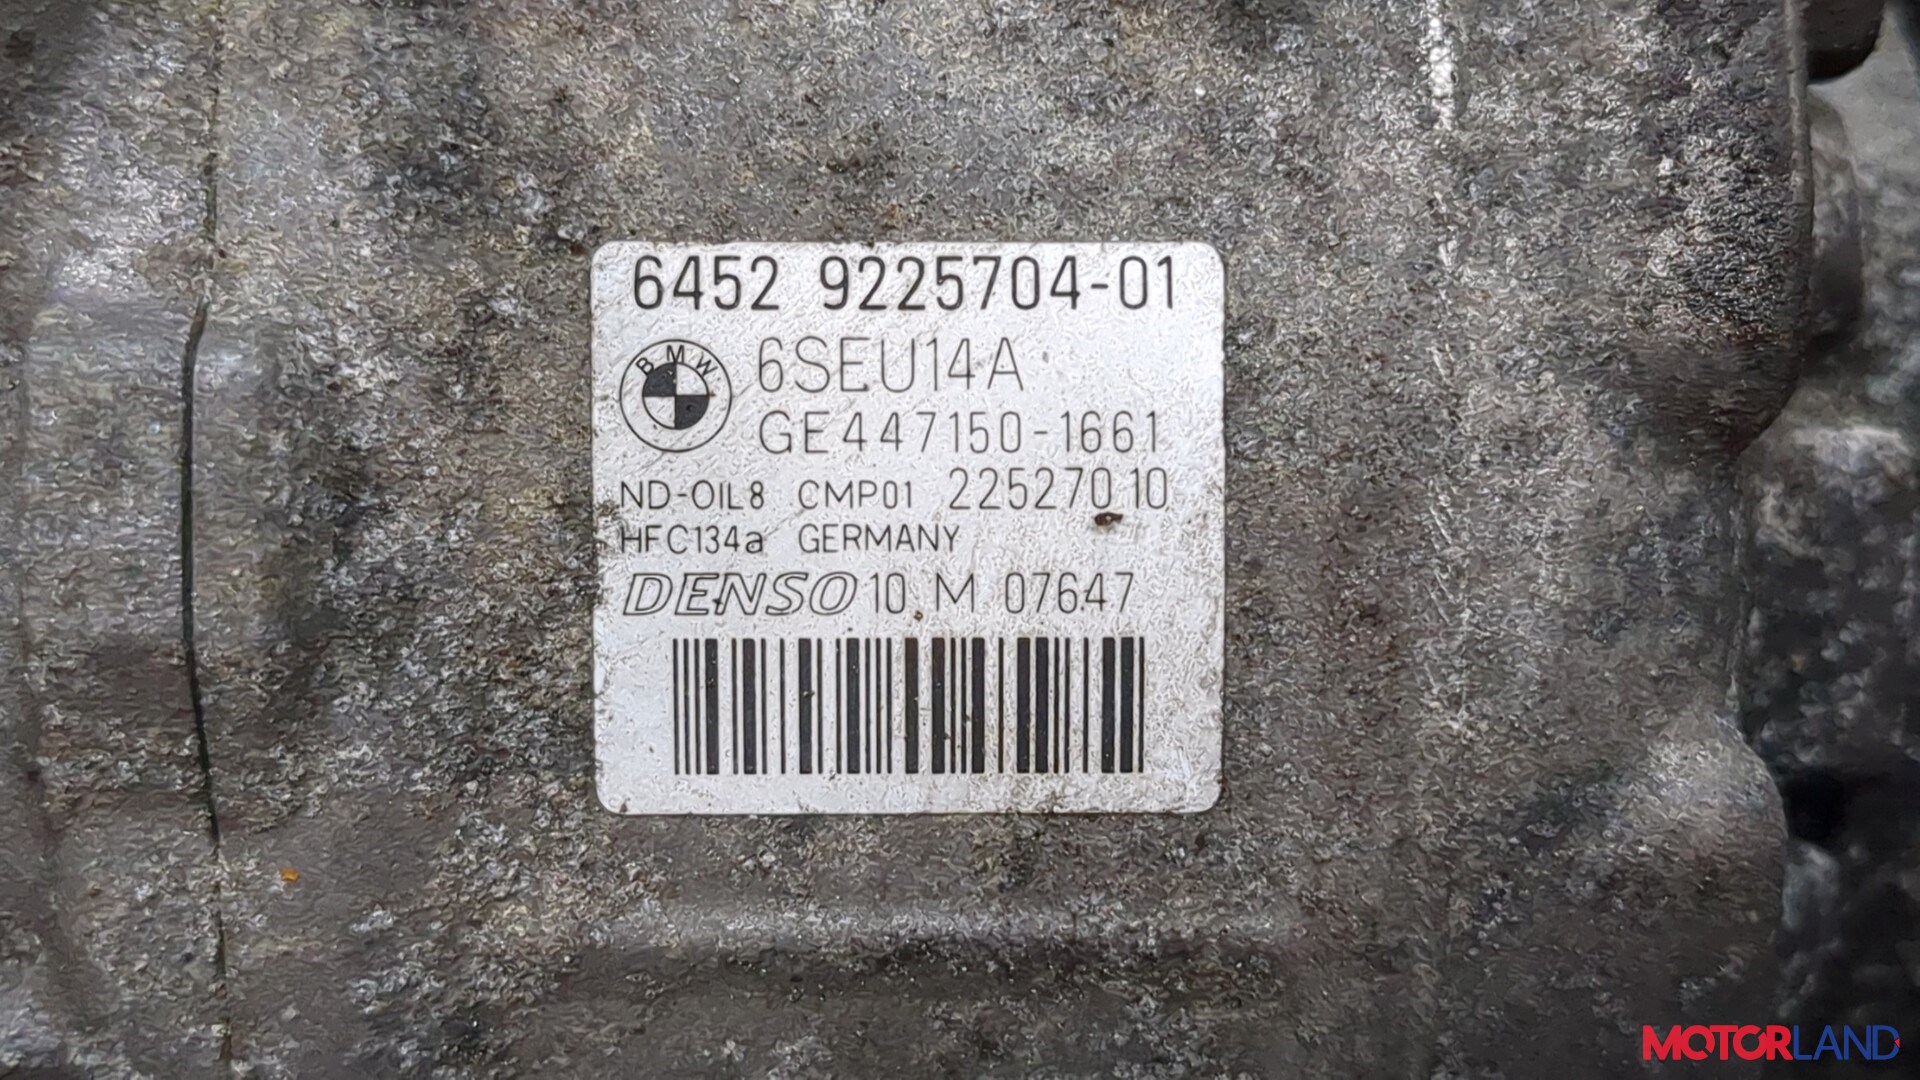 6452 9225704-01
BMW
6SEU14A
GE447150-1661
ND-OIL8 CMP01 22527010
HFC134a GERMANY
DENSO 10 M 07647
MOTORLAND